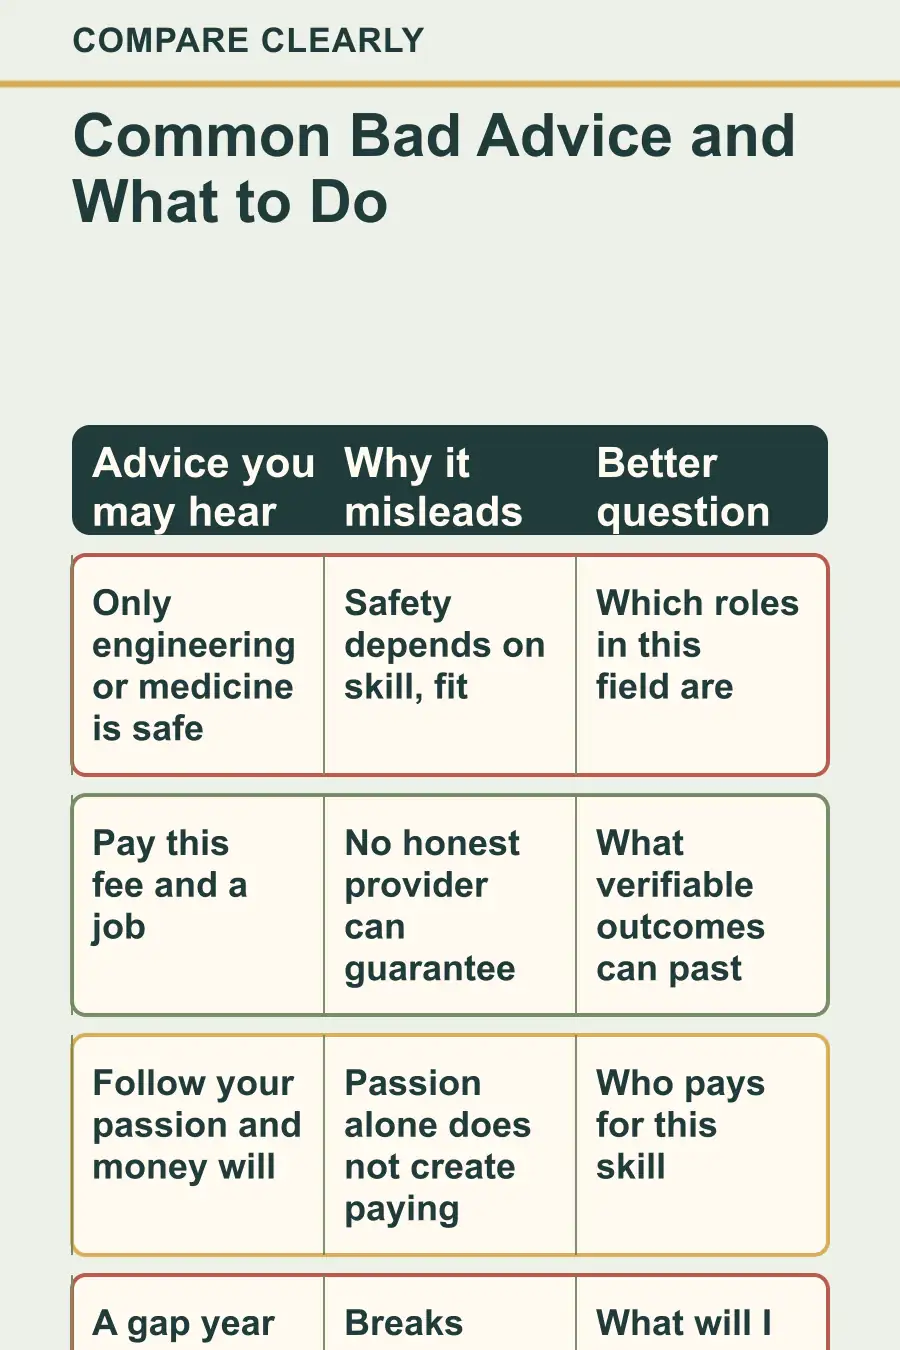 COMPARE CLEARLY
Common Bad Advice and
What to Do
Advice you
may hear
Why it
misleads
Better
question
Only
engineering
or medicine
is safe
Safety
depends on
skill, fit
Which roles
in this
field are
Pay this
fee and a
job
No honest
provider
can
guarantee
What
verifiable
outcomes
can past
Follow your
passion and
money will
Passion
alone does
not create
paying
Who pays
for this
skill
A gap year
Breaks
What will I